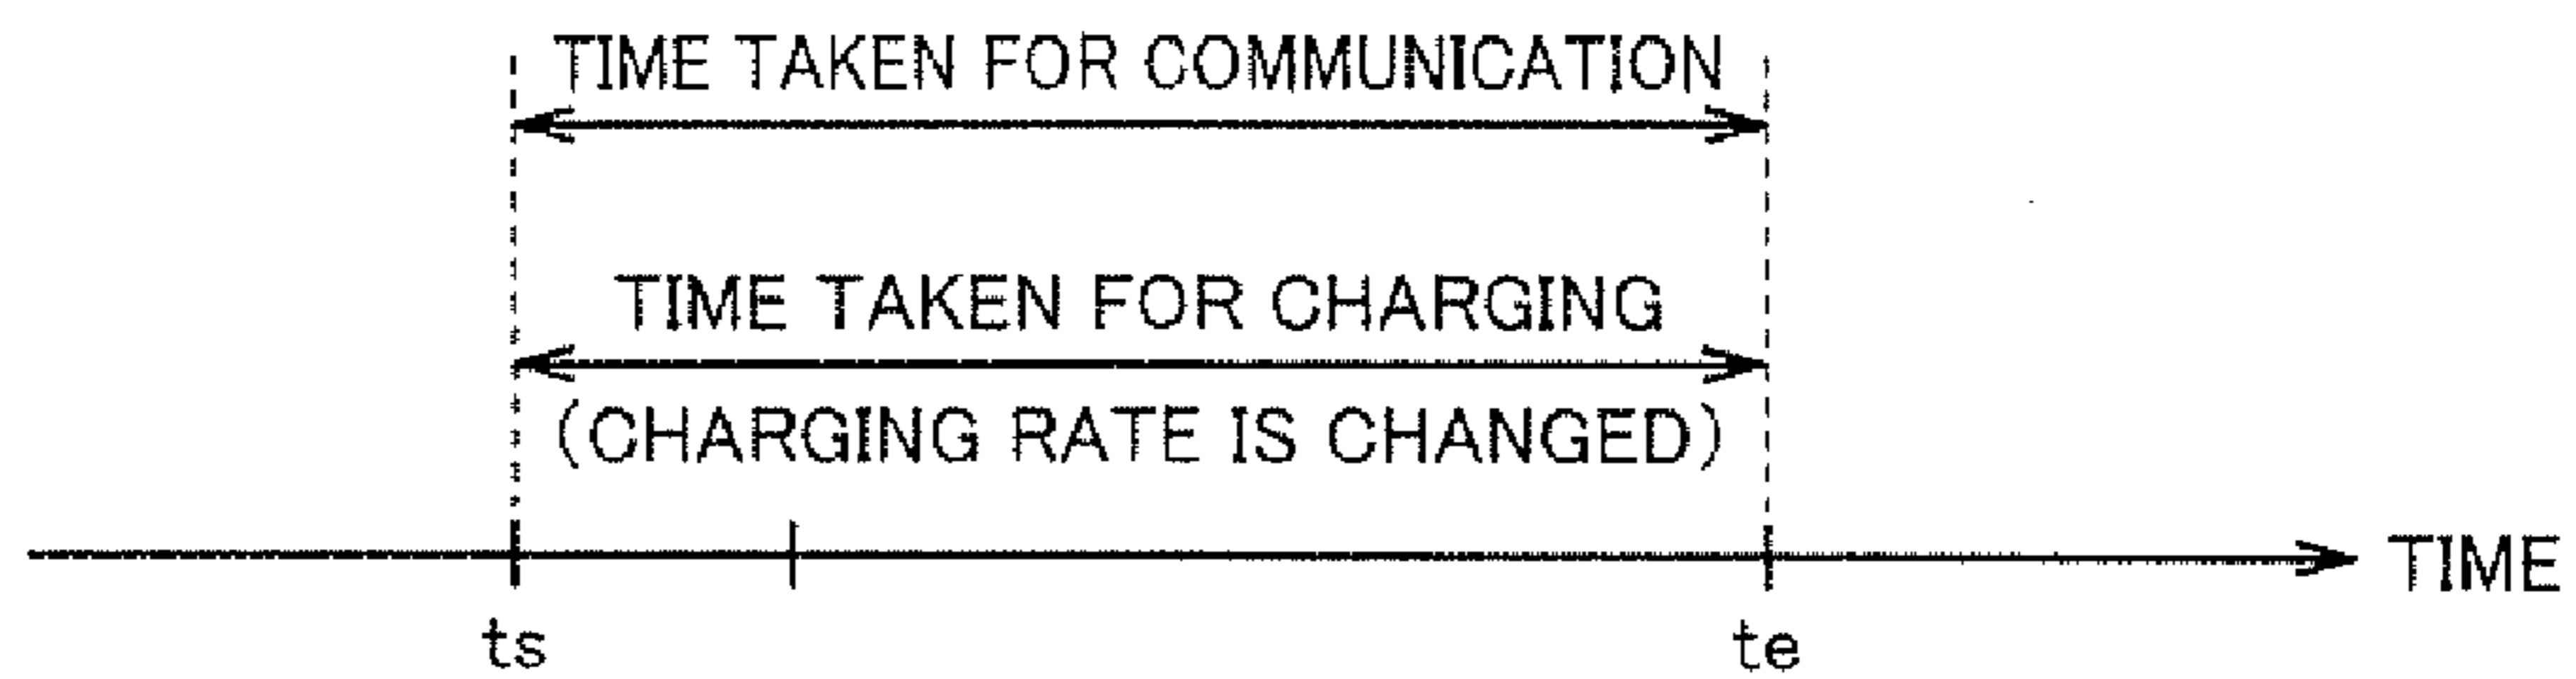 TIME TAKEN FOR COMMUNICATION
TIME TAKEN FOR CHARGING
(CHARGING RATE IS CHANGED)
TIME
ts
te